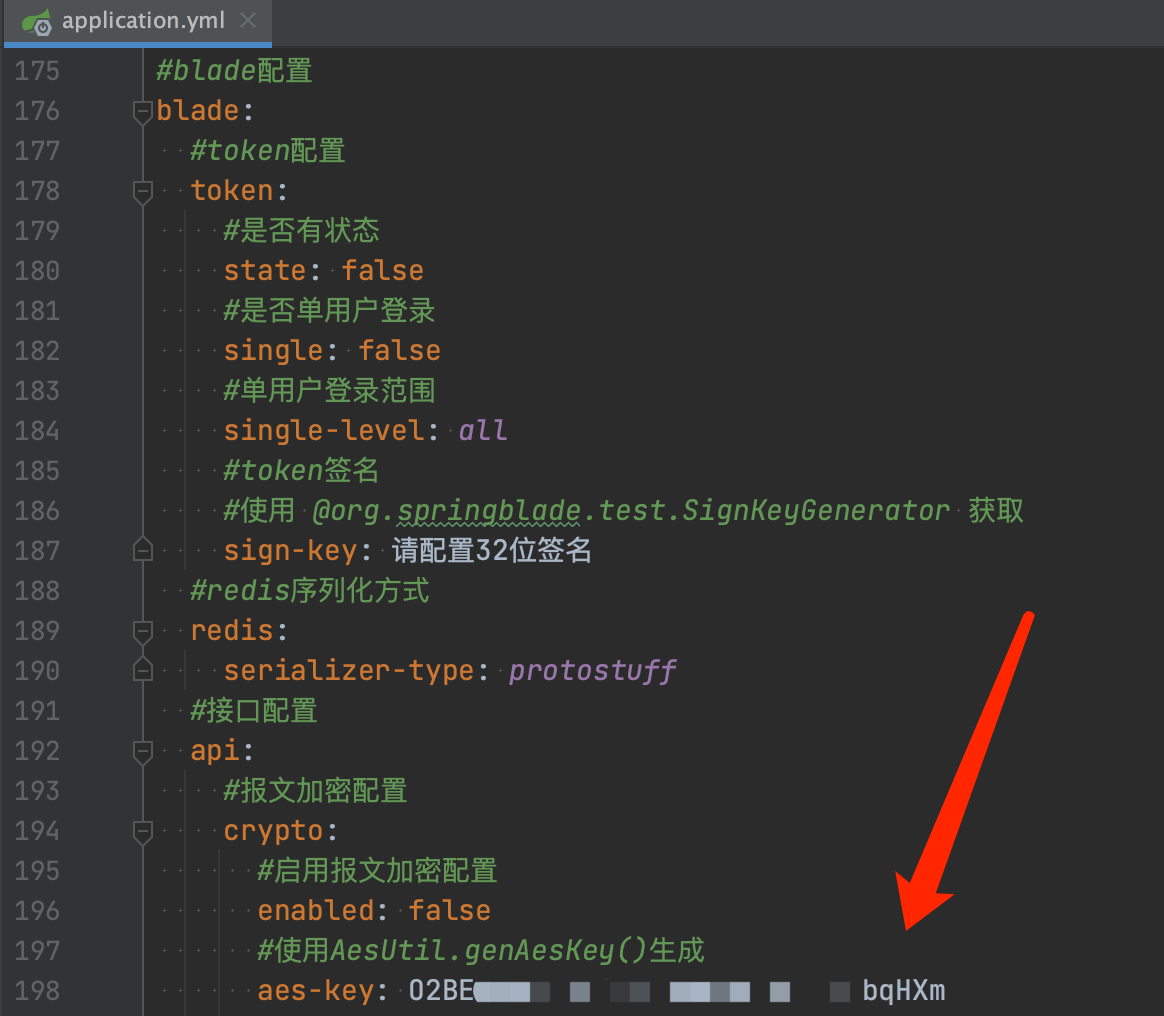 application.yml
175 #blade配置
176 blade:
177 #token配置
178 token:
179 #是否有状态
180 state: false
181 #是否单用户登录
182 single: false
183 #单用户登录范围
184 single-level: all
185 #token签名
186 #使用 @org.springblade.test.SignKeyGenerator 获取
187 sign-key: 请配置32位签名
188 #redis序列化方式
189 redis:
190 serializer-type: protostuff
191 #接口配置
192 api:
193 #报文加密配置
194 crypto:
195 #启用报文加密配置
196 enabled: false
197 #使用AesUtil.genAesKey()生成
198 aes-key: O2BE bqHXm